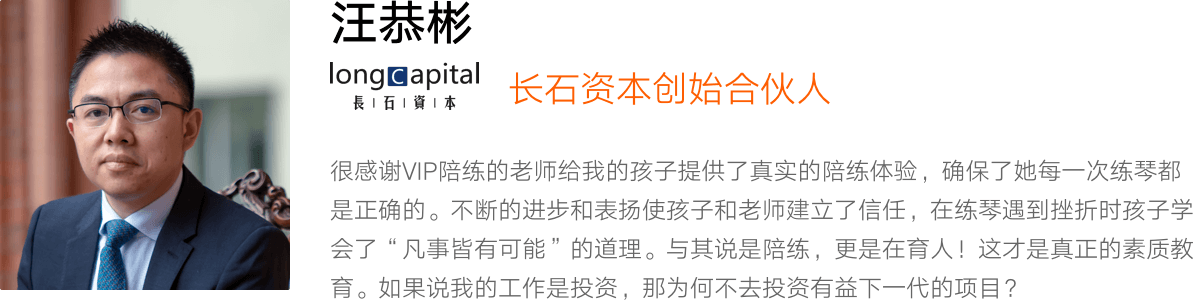 汪恭彬
longcapital
長石資本
长石资本创始合伙人
很感谢VIP陪练的老师给我的孩子提供了真实的陪练体验，确保了她每一次练琴都
是正确的。不断的进步和表扬使孩子和老师建立了信任，在练琴遇到挫折时孩子学
会了“凡事皆有可能”的道理。与其说是陪练，更是在育人！这才是真正的素质教
育。如果说我的工作是投资，那为何不去投资有益下一代的项目？